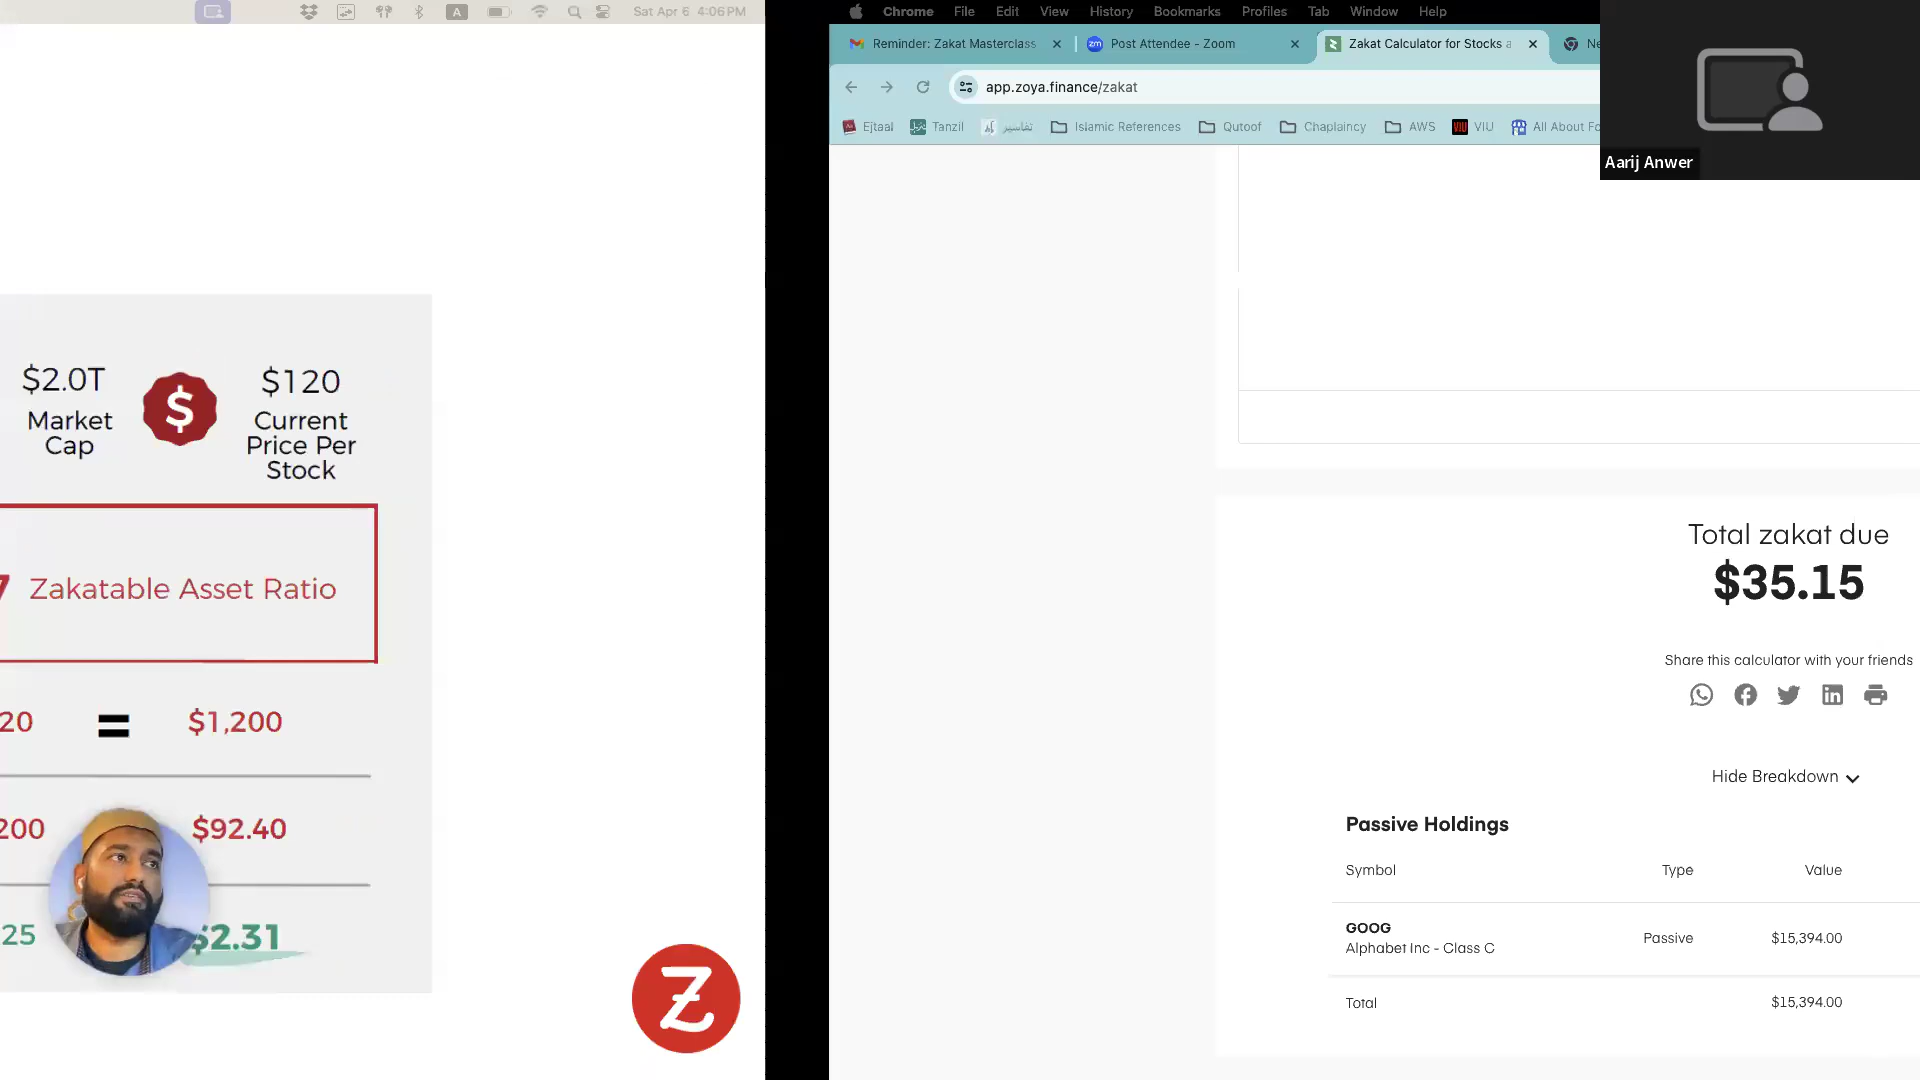 Sat Apr 6 4:06 PM
$2.0T
Market
Cap
$
$120
Current
Price Per
Stock
7 Zakatable Asset Ratio
20 = $1,200
200 $92.40
25 $2.31
Z
Chrome File Edit View History Bookmarks Profiles Tab Window Help
Reminder: Zakat Masterclass
Post Attendee - Zoom
Zakat Calculator for Stocks a
Ne
app.zoya.finance/zakat
Ejtaal Tanzil تفاسير Islamic References Qutoof Chaplaincy AWS VIU All About Fo
Aarij Anwer
Total zakat due
$35.15
Share this calculator with your friends
Hide Breakdown
Passive Holdings
Symbol Type Value
GOOG
Alphabet Inc - Class C Passive $15,394.00
Total $15,394.00